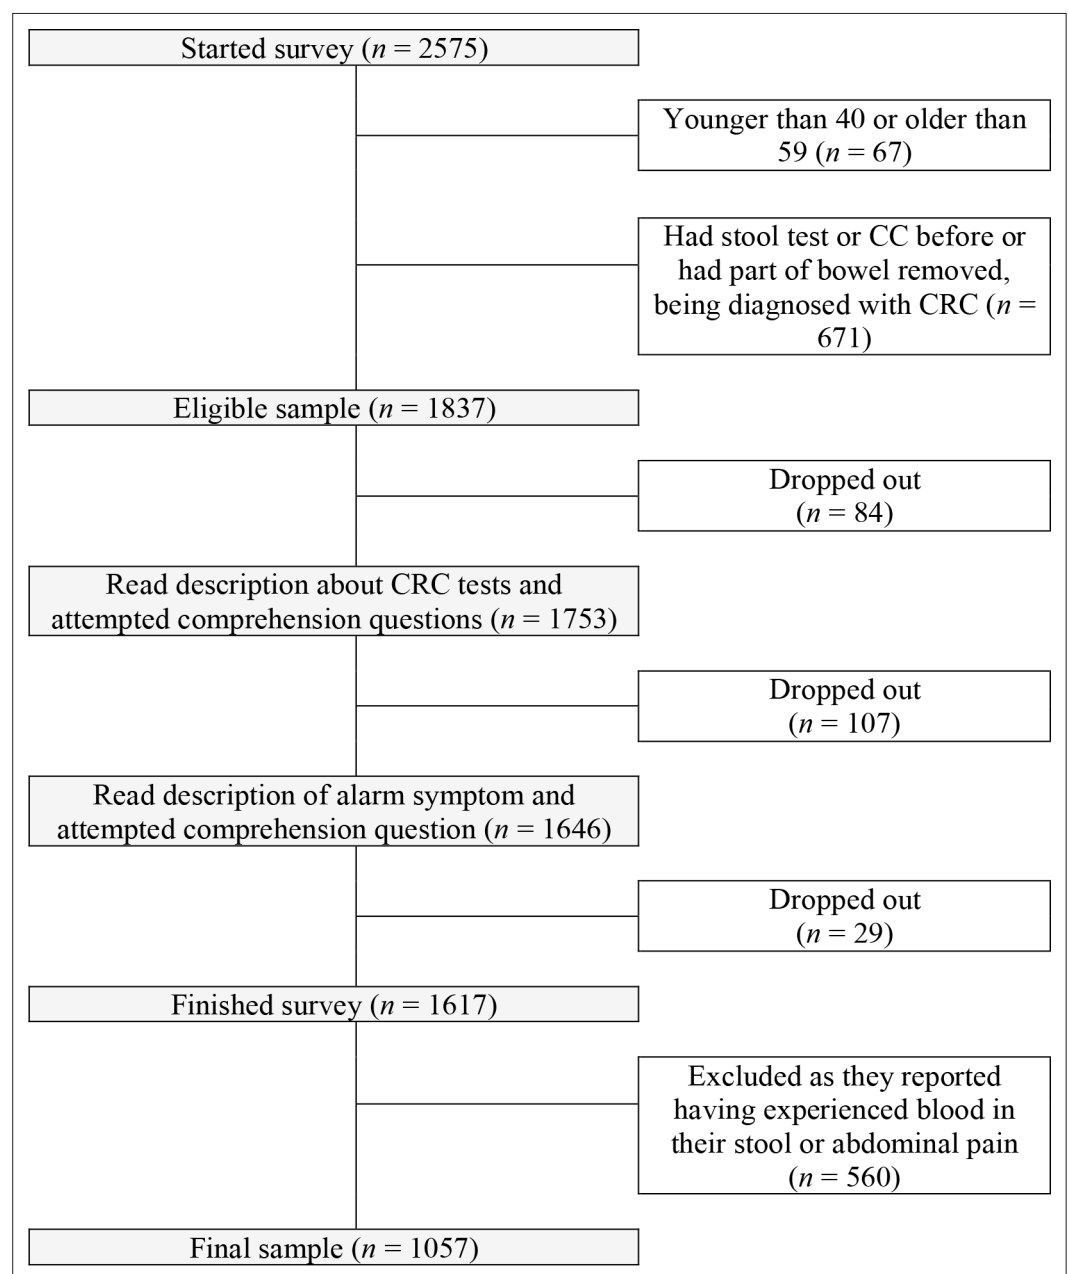 Started survey (n = 2575)
Younger than 40 or older than
59 (n = 67)
Had stool test or CC before or
had part of bowel removed,
being diagnosed with CRC (n =
671)
Eligible sample (n = 1837)
Dropped out
(n = 84)
Read description about CRC tests and
attempted comprehension questions (n = 1753)
Dropped out
(n = 107)
Read description of alarm symptom and
attempted comprehension question (n = 1646)
Dropped out
(n = 29)
Finished survey (n = 1617)
Excluded as they reported
having experienced blood in
their stool or abdominal pain
(n = 560)
Final sample (n = 1057)